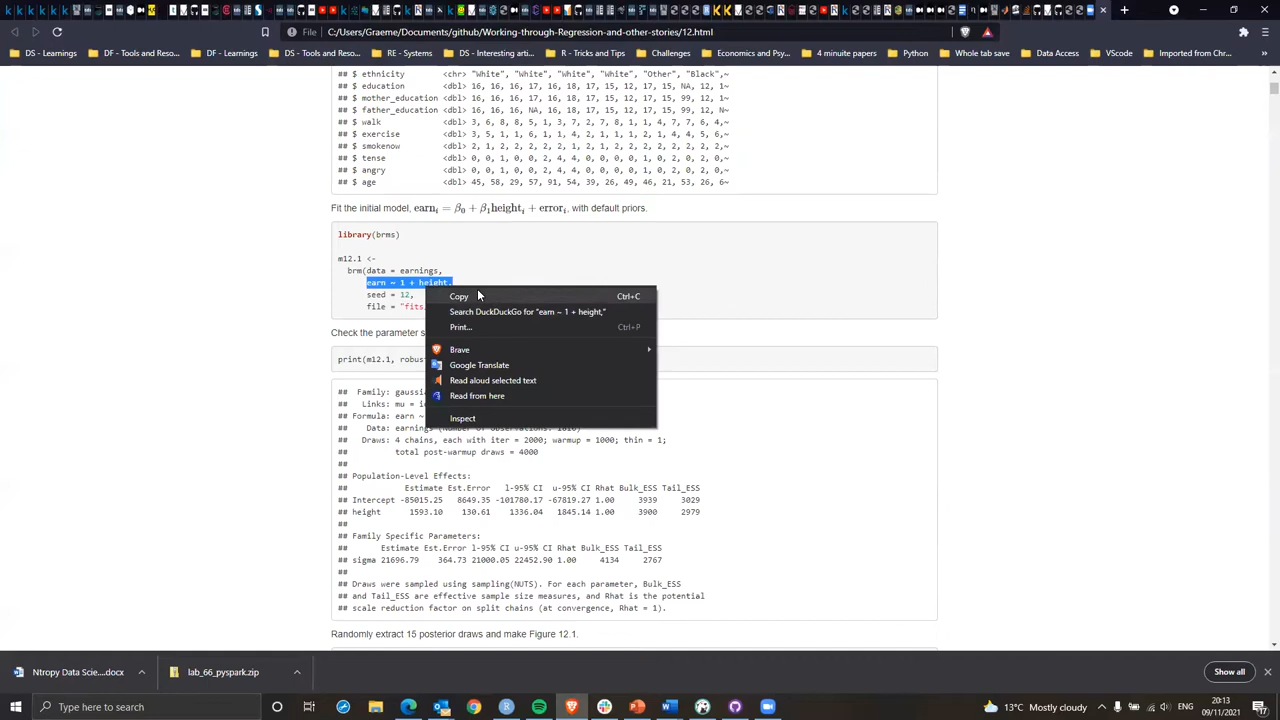 C:/Users/Graeme/Documents/github/Working-through-Regression-and-other-stories/12.html
File
DS - Learnings
DF - Tools and Reso...
DF - Learnings
DS - Tools and Reso...
RE - Systems
DS - Interesting arti...
R - Tricks and Tips
Challenges
Economics and Psy...
4 minute papers
Python
Whole tab save
Data Access
VScode
Imported from Chr...
## $ ethnicity <chr> "White", "White", "White", "White", "Other", "Black",~
## $ education <dbl> 16, 16, 16, 17, 16, 18, 17, 15, 12, 17, 15, NA, 12, 1~
## $ mother_education <dbl> 16, 16, 16, 17, 16, 18, 17, 15, 12, 17, 15, 99, 12, 1~
## $ father_education <dbl> 16, 16, 16, NA, 16, 18, 17, 15, 12, 17, 15, 99, 12, N~
## $ walk <dbl> 3, 6, 8, 8, 5, 1, 3, 7, 2, 7, 8, 1, 1, 4, 7, 7, 6, 4,~
## $ exercise <dbl> 3, 5, 1, 1, 6, 1, 1, 4, 2, 1, 1, 1, 1, 2, 4, 4, 5, 6,~
## $ smokenow <dbl> 2, 1, 2, 2, 2, 2, 1, 2, 1, 2, 2, 2, 1, 2, 2, 2, 2, 2,~
## $ tense <dbl> 0, 0, 1, 0, 2, 4, 4, 0, 0, 0, 0, 1, 0, 2, 0, 2, 0, 0,~
## $ angry <dbl> 0, 0, 1, 0, 2, 4, 4, 0, 0, 0, 0, 1, 0, 2, 0, 2, 0, 0,~
## $ age <dbl> 45, 58, 29, 57, 91, 54, 39, 26, 49, 46, 21, 53, 26, 6~
Fit the initial model, earnᵢ = β₀ + β₁heightᵢ + errorᵢ, with default priors.
library(brms)
m12.1 <-
brm(data = earnings,
earn ~ 1 + height,
seed = 12,
file = "fits
Copy Ctrl+C
Search DuckDuckGo for "earn ~ 1 + height,"
Print... Ctrl+P
Brave
Google Translate
Read aloud selected text
Read from here
Inspect
Check the parameter s
print(m12.1, robus
## Family: gauss
## Links: mu = i
## Formula: earn ~
## Data: earnings (Number of observations: 1816)
## Draws: 4 chains, each with iter = 2000; warmup = 1000; thin = 1;
## total post-warmup draws = 4000
##
## Population-Level Effects:
## Estimate Est.Error l-95% CI u-95% CI Rhat Bulk_ESS Tail_ESS
## Intercept -85015.25 8649.35 -101780.17 -67819.27 1.00 3939 3029
## height 1593.10 130.61 1336.04 1845.14 1.00 3900 2979
##
## Family Specific Parameters:
## Estimate Est.Error l-95% CI u-95% CI Rhat Bulk_ESS Tail_ESS
## sigma 21696.79 364.73 21000.05 22452.90 1.00 4134 2767
##
## Draws were sampled using sampling(NUTS). For each parameter, Bulk_ESS
## and Tail_ESS are effective sample size measures, and Rhat is the potential
## scale reduction factor on split chains (at convergence, Rhat = 1).
Randomly extract 15 posterior draws and make Figure 12.1.
Ntropy Data Scie....docx
lab_66_pyspark.zip
Show all
Type here to search
13°C Mostly cloudy
20:13
09/11/2021